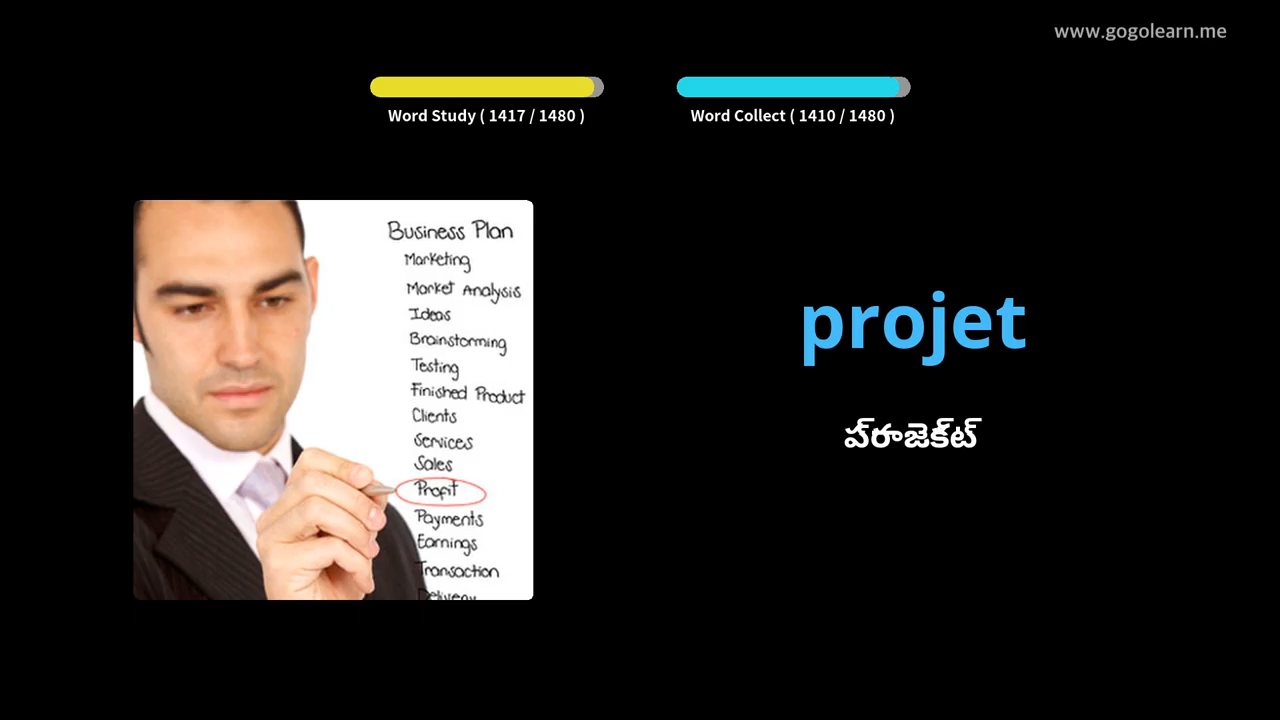 www.gogolearn.me
Word Study ( 1417 / 1480 )
Word Collect ( 1410 / 1480 )
Business Plan
Marketing
Market Analysis
Ideas
Brainstorming
Testing
Finished Product
Clients
Services
Sales
Profit
Payments
Earnings
Transaction
Delivery
projet
ప్రాజెక్ట్